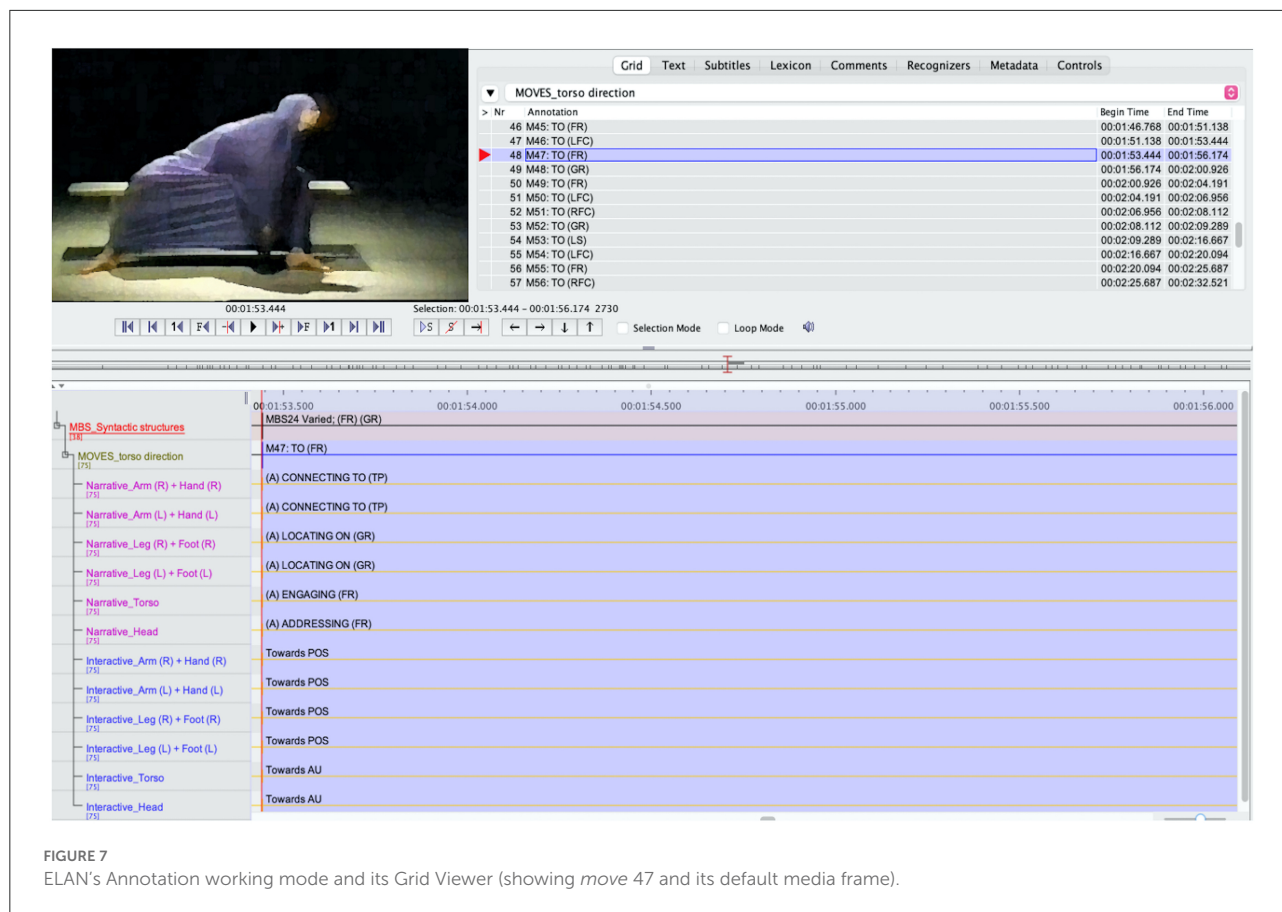 Grid Text Subtitles Lexicon Comments Recognizers Metadata Controls
▼ MOVES_torso direction
> Nr Annotation Begin Time End Time
46 M45: TO (FR) 00:01:46.768 00:01:51.138
47 M46: TO (LFC) 00:01:51.138 00:01:53.444
48 M47: TO (FR) 00:01:53.444 00:01:56.174
49 M48: TO (GR) 00:01:56.174 00:02:00.926
50 M49: TO (FR) 00:02:00.926 00:02:04.191
51 M50: TO (LFC) 00:02:04.191 00:02:06.956
52 M51: TO (RFC) 00:02:06.956 00:02:08.112
53 M52: TO (GR) 00:02:08.112 00:02:09.289
54 M53: TO (LS) 00:02:09.289 00:02:16.667
55 M54: TO (LFC) 00:02:16.667 00:02:20.094
56 M55: TO (FR) 00:02:20.094 00:02:25.687
57 M56: TO (RFC) 00:02:25.687 00:02:32.521
00:01:53.444 Selection: 00:01:53.444 – 00:01:56.174 2730
1 F F 1 S S ← → ↓ ↑ Selection Mode Loop Mode
00:01:53.500 00:01:54.000 00:01:54.500 00:01:55.000 00:01:55.500 00:01:56.000
MBS_Syntactic structures MBS24 Varied; (FR) (GR)
[38]
MOVES_torso direction M47: TO (FR)
[75]
Narrative_Arm (R) + Hand (R) (A) CONNECTING TO (TP)
[75]
Narrative_Arm (L) + Hand (L) (A) CONNECTING TO (TP)
[75]
Narrative_Leg (R) + Foot (R) (A) LOCATING ON (GR)
[75]
Narrative_Leg (L) + Foot (L) (A) LOCATING ON (GR)
[75]
Narrative_Torso (A) ENGAGING (FR)
[75]
Narrative_Head (A) ADDRESSING (FR)
[75]
Interactive_Arm (R) + Hand (R) Towards POS
[75]
Interactive_Arm (L) + Hand (L) Towards POS
[75]
Interactive_Leg (R) + Foot (R) Towards POS
[75]
Interactive_Leg (L) + Foot (L) Towards POS
[75]
Interactive_Torso Towards AU
[75]
Interactive_Head Towards AU
[75]
FIGURE 7
ELAN's Annotation working mode and its Grid Viewer (showing move 47 and its default media frame).